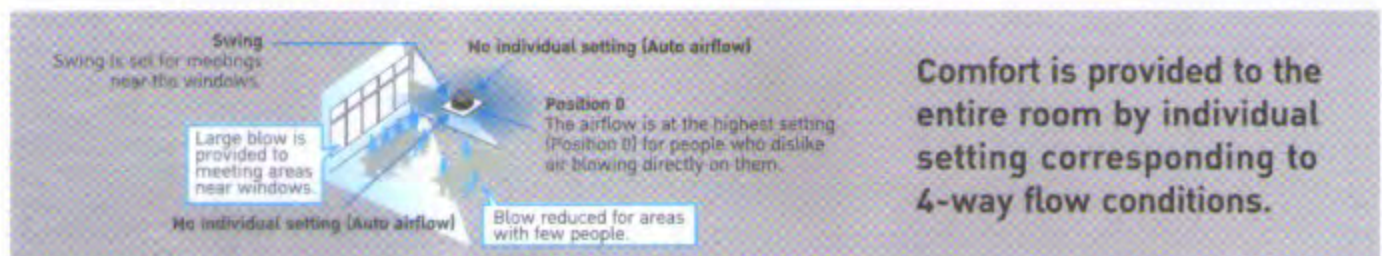 Swing
Swing is set for meetings
near the windows.
No individual setting (Auto airflow)
Position 0
The airflow is at the highest setting
(Position 0) for people who dislike
air blowing directly on them.
Large blow is
provided to
meeting areas
near windows.
No individual setting (Auto airflow)
Blow reduced for areas
with few people.
Comfort is provided to the
entire room by individual
setting corresponding to
4-way flow conditions.